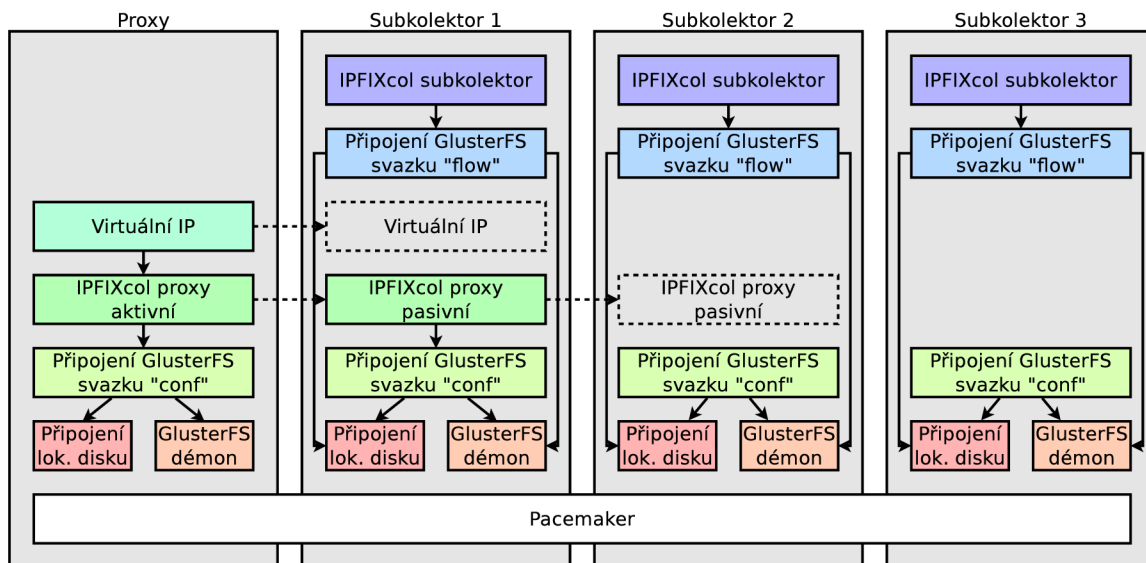 Proxy
Subkolektor 1
Subkolektor 2
Subkolektor 3
IPFIXcol subkolektor
IPFIXcol subkolektor
IPFIXcol subkolektor
Připojení GlusterFS
svazku "flow"
Připojení GlusterFS
svazku "flow"
Připojení GlusterFS
svazku "flow"
Virtuální IP
Virtuální IP
IPFIXcol proxy
aktivní
IPFIXcol proxy
pasivní
IPFIXcol proxy
pasivní
Připojení GlusterFS
svazku "conf"
Připojení GlusterFS
svazku "conf"
Připojení GlusterFS
svazku "conf"
Připojení GlusterFS
svazku "conf"
Připojení
lok. disku
GlusterFS
démon
Připojení
lok. disku
GlusterFS
démon
Připojení
lok. disku
GlusterFS
démon
Připojení
lok. disku
GlusterFS
démon
Pacemaker